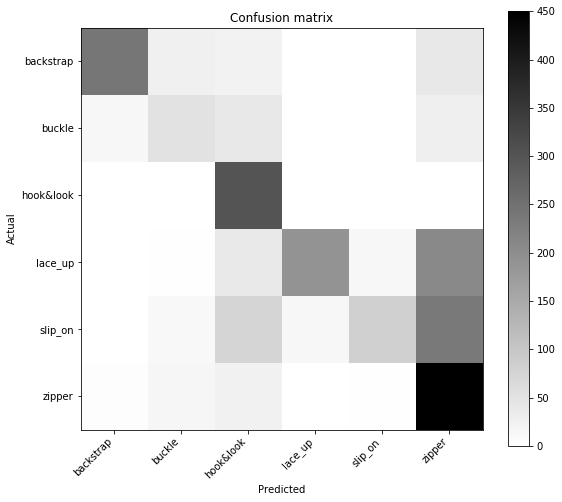 Confusion matrix
Actual
backstrap
buckle
hook&look
lace_up
slip_on
zipper
backstrap
buckle
hook&look
lace_up
slip_on
zipper
Predicted
450
400
350
300
250
200
150
100
50
0